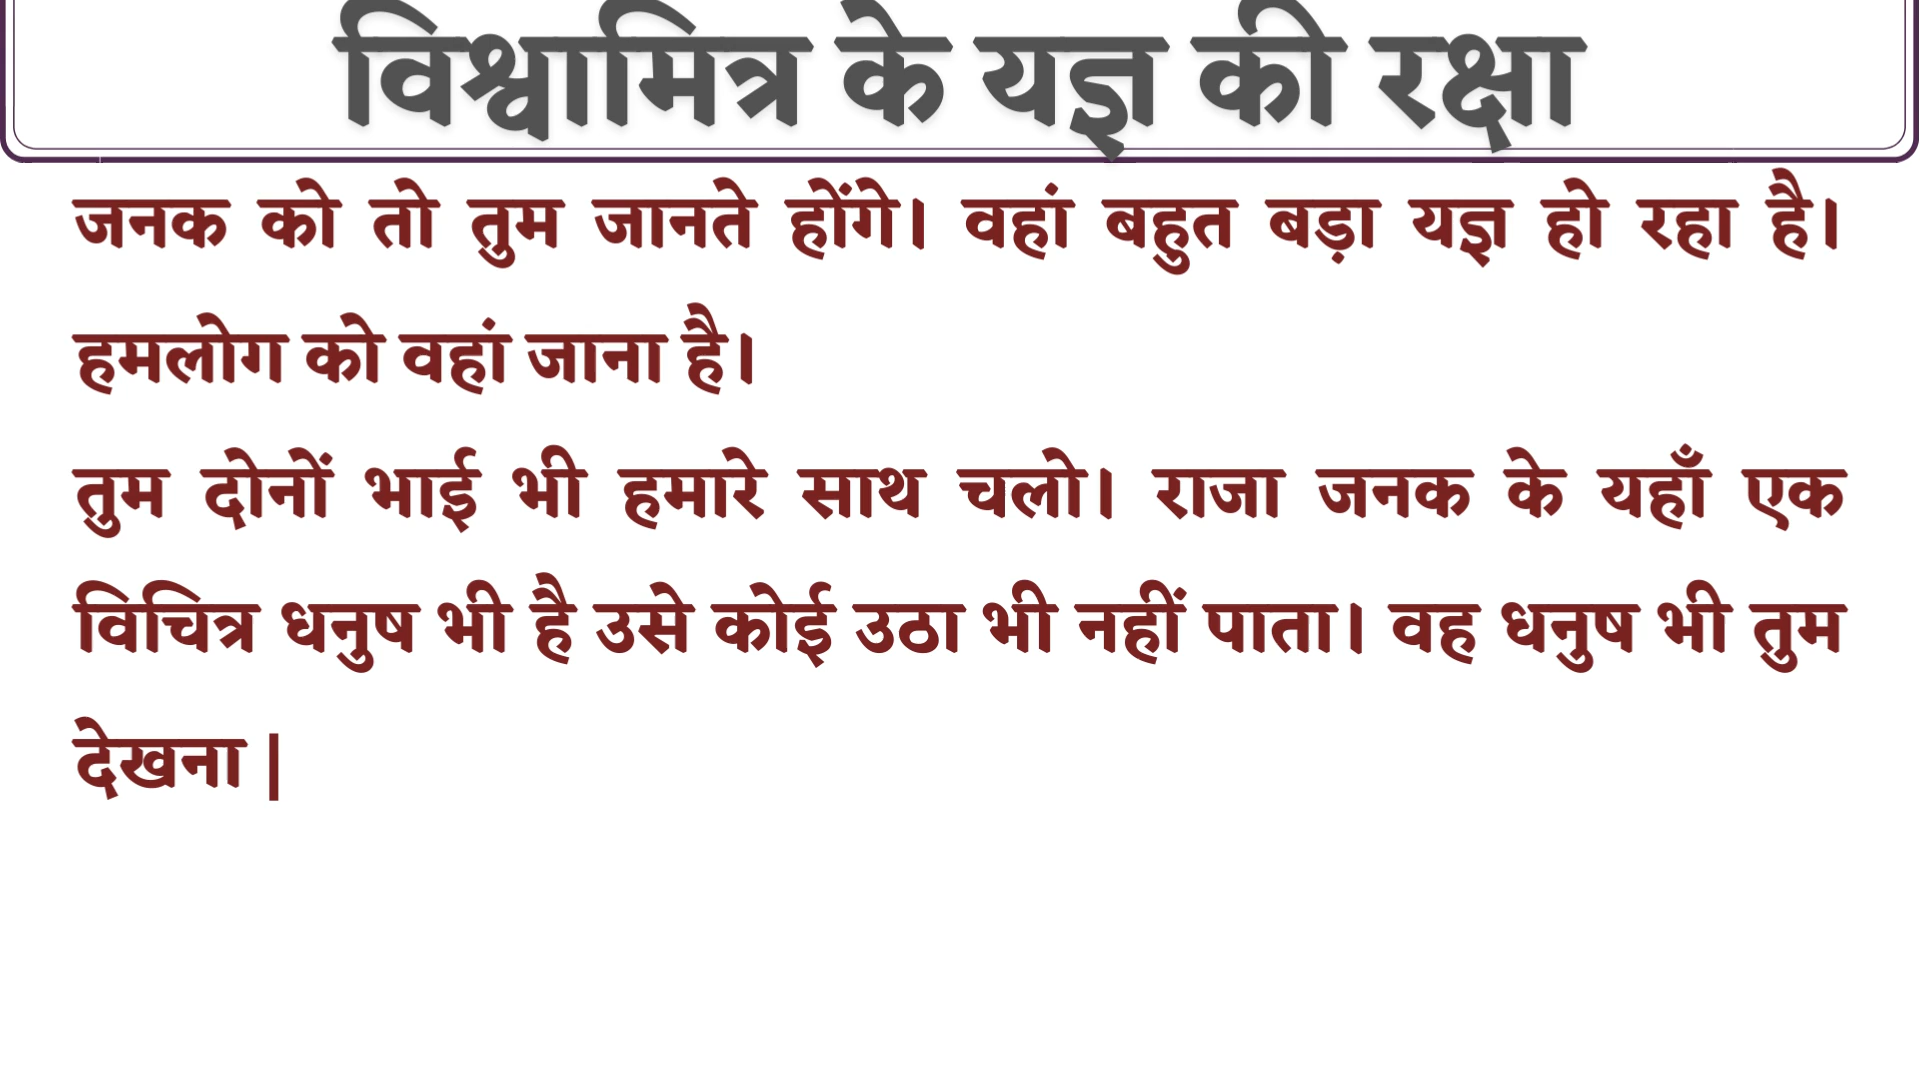 विश्वामित्र के यज्ञ की रक्षा
जनक को तो तुम जानते होंगे। वहां बहुत बड़ा यज्ञ हो रहा है।
हमलोग को वहां जाना है।
तुम दोनों भाई भी हमारे साथ चलो। राजा जनक के यहाँ एक
विचित्र धनुष भी है उसे कोई उठा भी नहीं पाता। वह धनुष भी तुम
देखना |